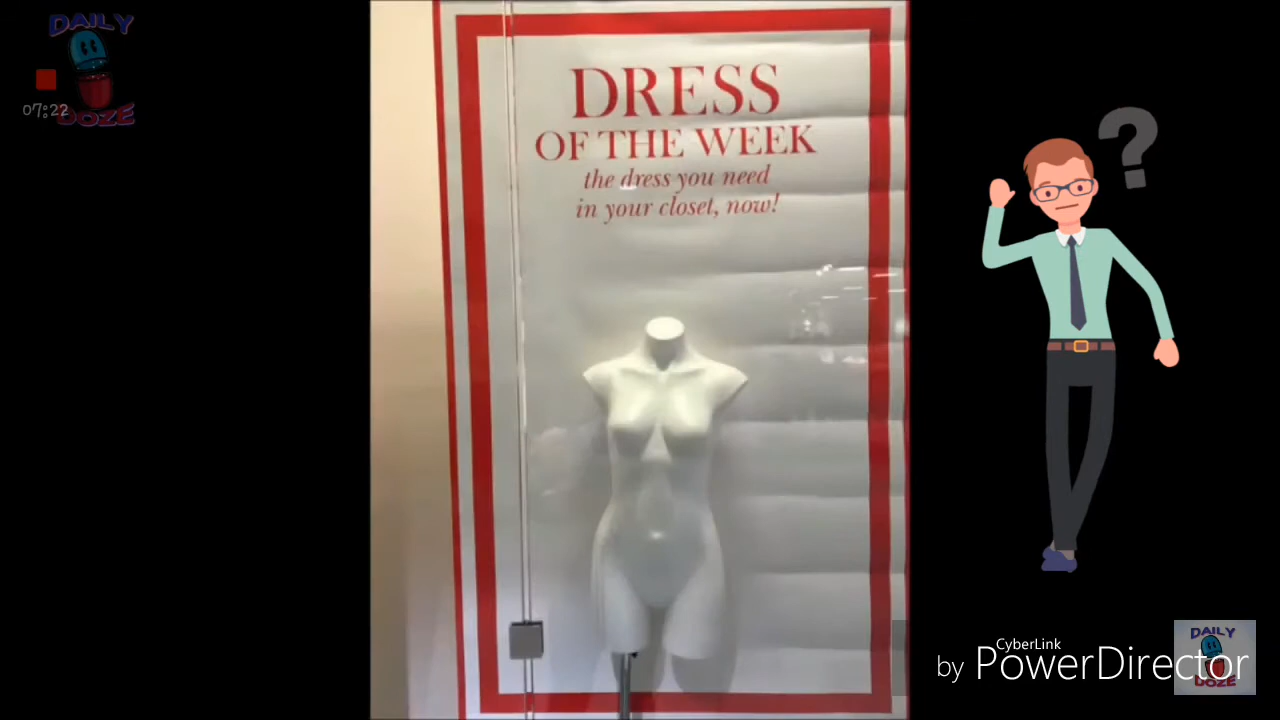 DAILY
DOZE
07:22
DRESS
OF THE WEEK
the dress you need
in your closet, now!
?
CyberLink
by PowerDirector
DAILY
DOZE